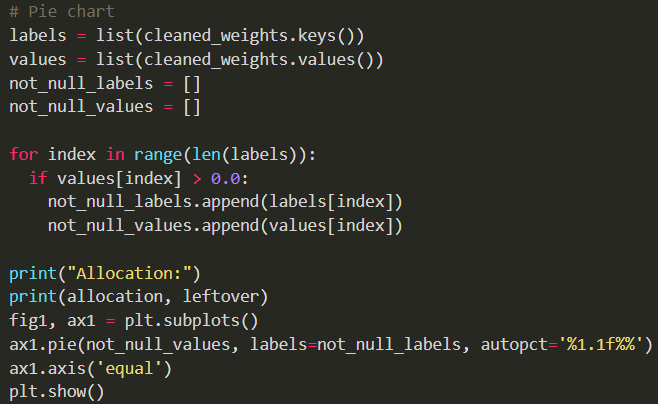 # Pie chart
labels = list(cleaned_weights.keys())
values = list(cleaned_weights.values())
not_null_labels = []
not_null_values = []

for index in range(len(labels)):
  if values[index] > 0.0:
    not_null_labels.append(labels[index])
    not_null_values.append(values[index])

print("Allocation:")
print(allocation, leftover)
fig1, ax1 = plt.subplots()
ax1.pie(not_null_values, labels=not_null_labels, autopct='%1.1f%%')
ax1.axis('equal')
plt.show()